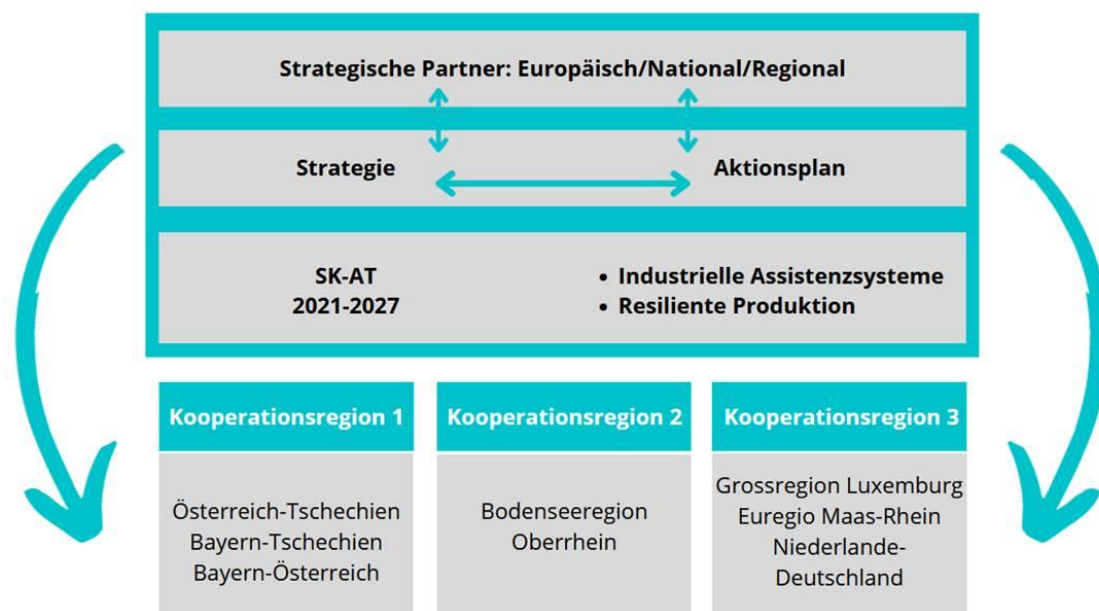 Strategische Partner: Europäisch/National/Regional
Strategie
Aktionsplan
SK-AT
2021-2027
• Industrielle Assistenzsysteme
• Resiliente Produktion
Kooperationsregion 1
Österreich-Tschechien
Bayern-Tschechien
Bayern-Österreich
Kooperationsregion 2
Bodenseeregion
Oberrhein
Kooperationsregion 3
Grossregion Luxemburg
Euregio Maas-Rhein
Niederlande-
Deutschland